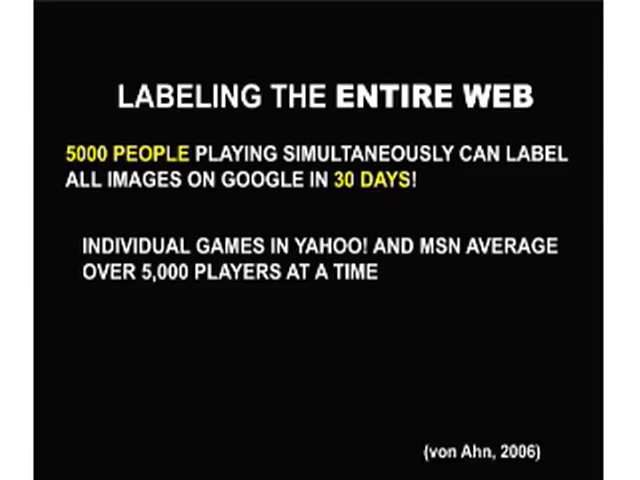 LABELING THE ENTIRE WEB
5000 PEOPLE PLAYING SIMULTANEOUSLY CAN LABEL
ALL IMAGES ON GOOGLE IN 30 DAYS!
INDIVIDUAL GAMES IN YAHOO! AND MSN AVERAGE
OVER 5,000 PLAYERS AT A TIME
(von Ahn, 2006)